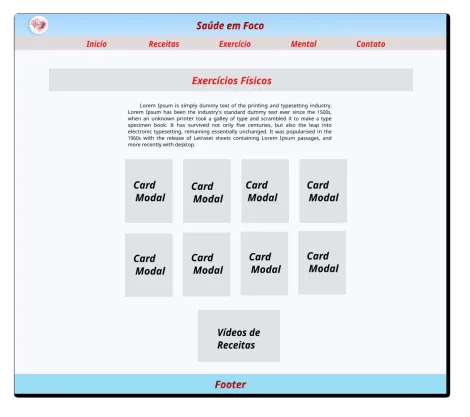 Saúde em Foco
Inicío Receitas Exercício Mental Contato
Exercícios Físicos
Lorem Ipsum is simply dummy text of the printing and typesetting industry.
Lorem Ipsum has been the industry's standard dummy text ever since the 1500s,
when an unknown printer took a galley of type and scrambled it to make a type
specimen book. It has survived not only five centuries, but also the leap into
electronic typesetting, remaining essentially unchanged. It was popularised in the
1960s with the release of Letraset sheets containing Lorem Ipsum passages, and
more recently with desktop.
Card
Modal
Card
Modal
Card
Modal
Card
Modal
Card
Modal
Card
Modal
Card
Modal
Card
Modal
Vídeos de
Receitas
Footer